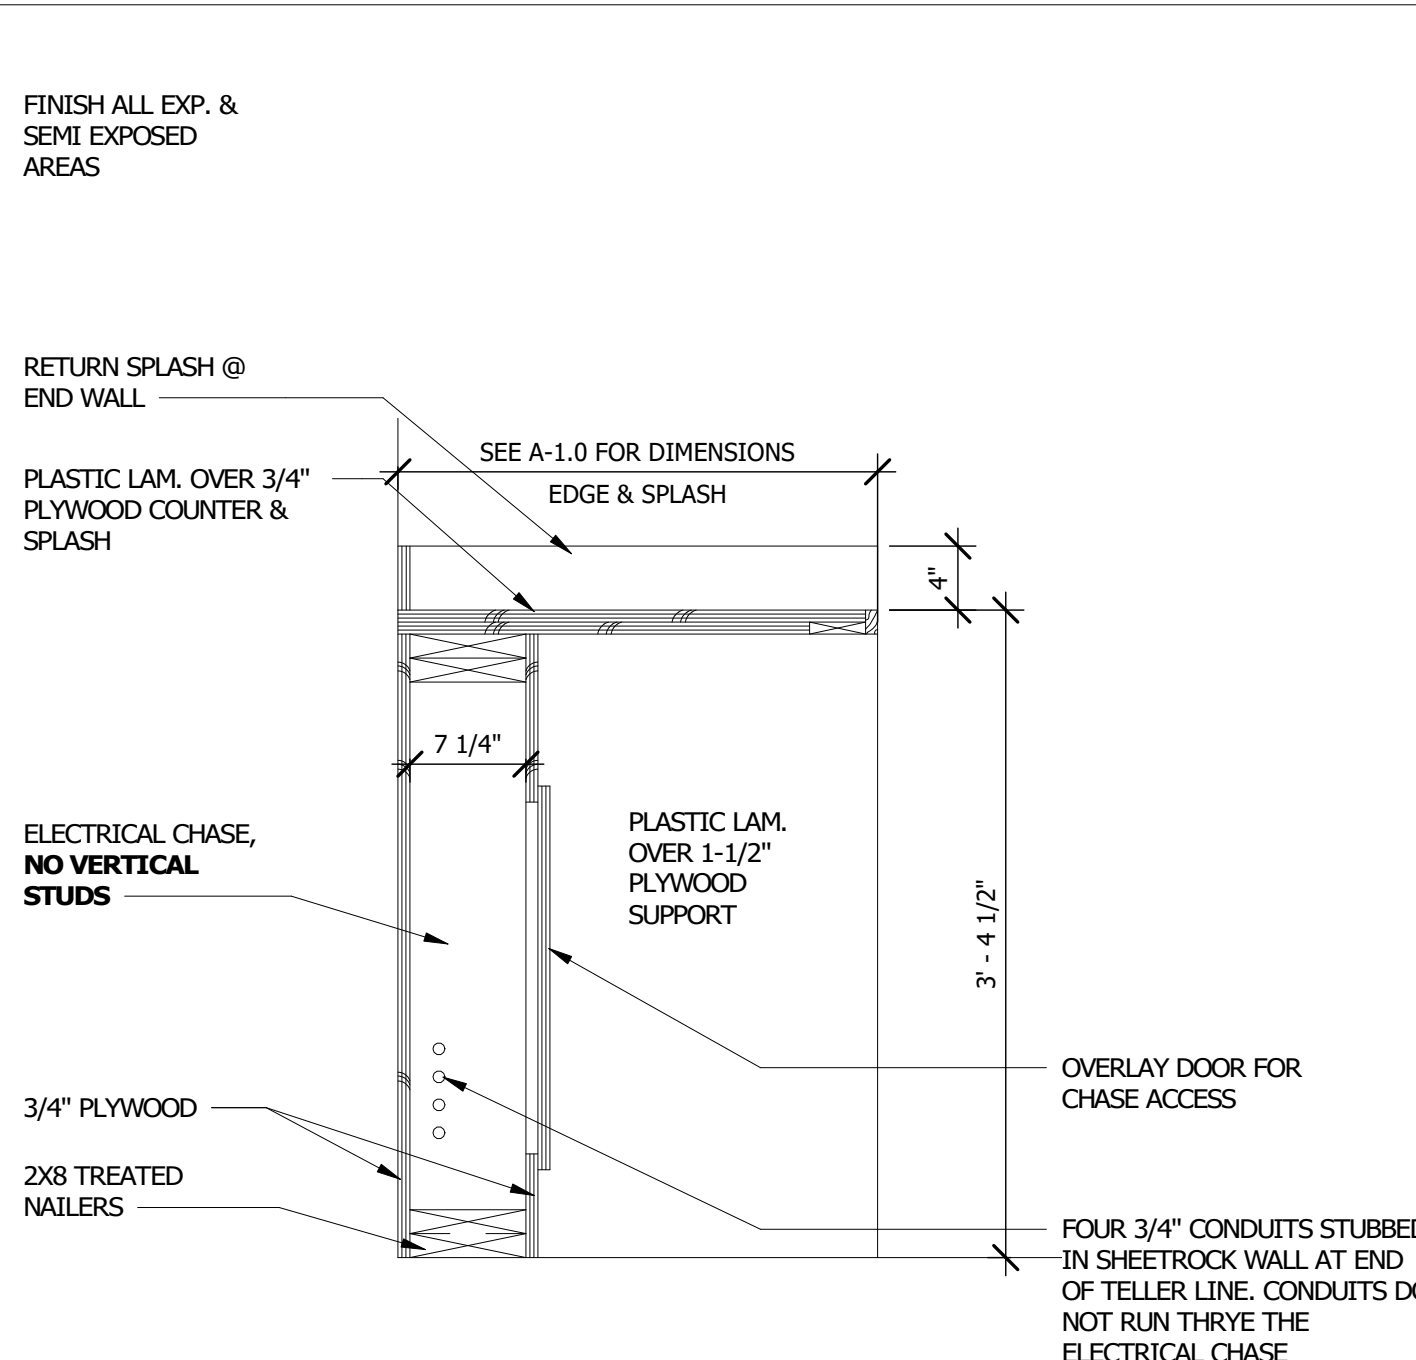 FINISH ALL EXP. &
SEMI EXPOSED
AREAS
RETURN SPLASH @
END WALL
SEE A-1.0 FOR DIMENSIONS
EDGE & SPLASH
PLASTIC LAM. OVER 3/4"
PLYWOOD COUNTER &
SPLASH
4"
7 1/4"
ELECTRICAL CHASE,
NO VERTICAL
STUDS
PLASTIC LAM.
OVER 1-1/2"
PLYWOOD
SUPPORT
3' - 4 1/2"
OVERLAY DOOR FOR
CHASE ACCESS
3/4" PLYWOOD
2X8 TREATED
NAILERS
FOUR 3/4" CONDUITS STUBBED
IN SHEETROCK WALL AT END
OF TELLER LINE. CONDUITS DO
NOT RUN THRYE THE
ELECTRICAL CHASE